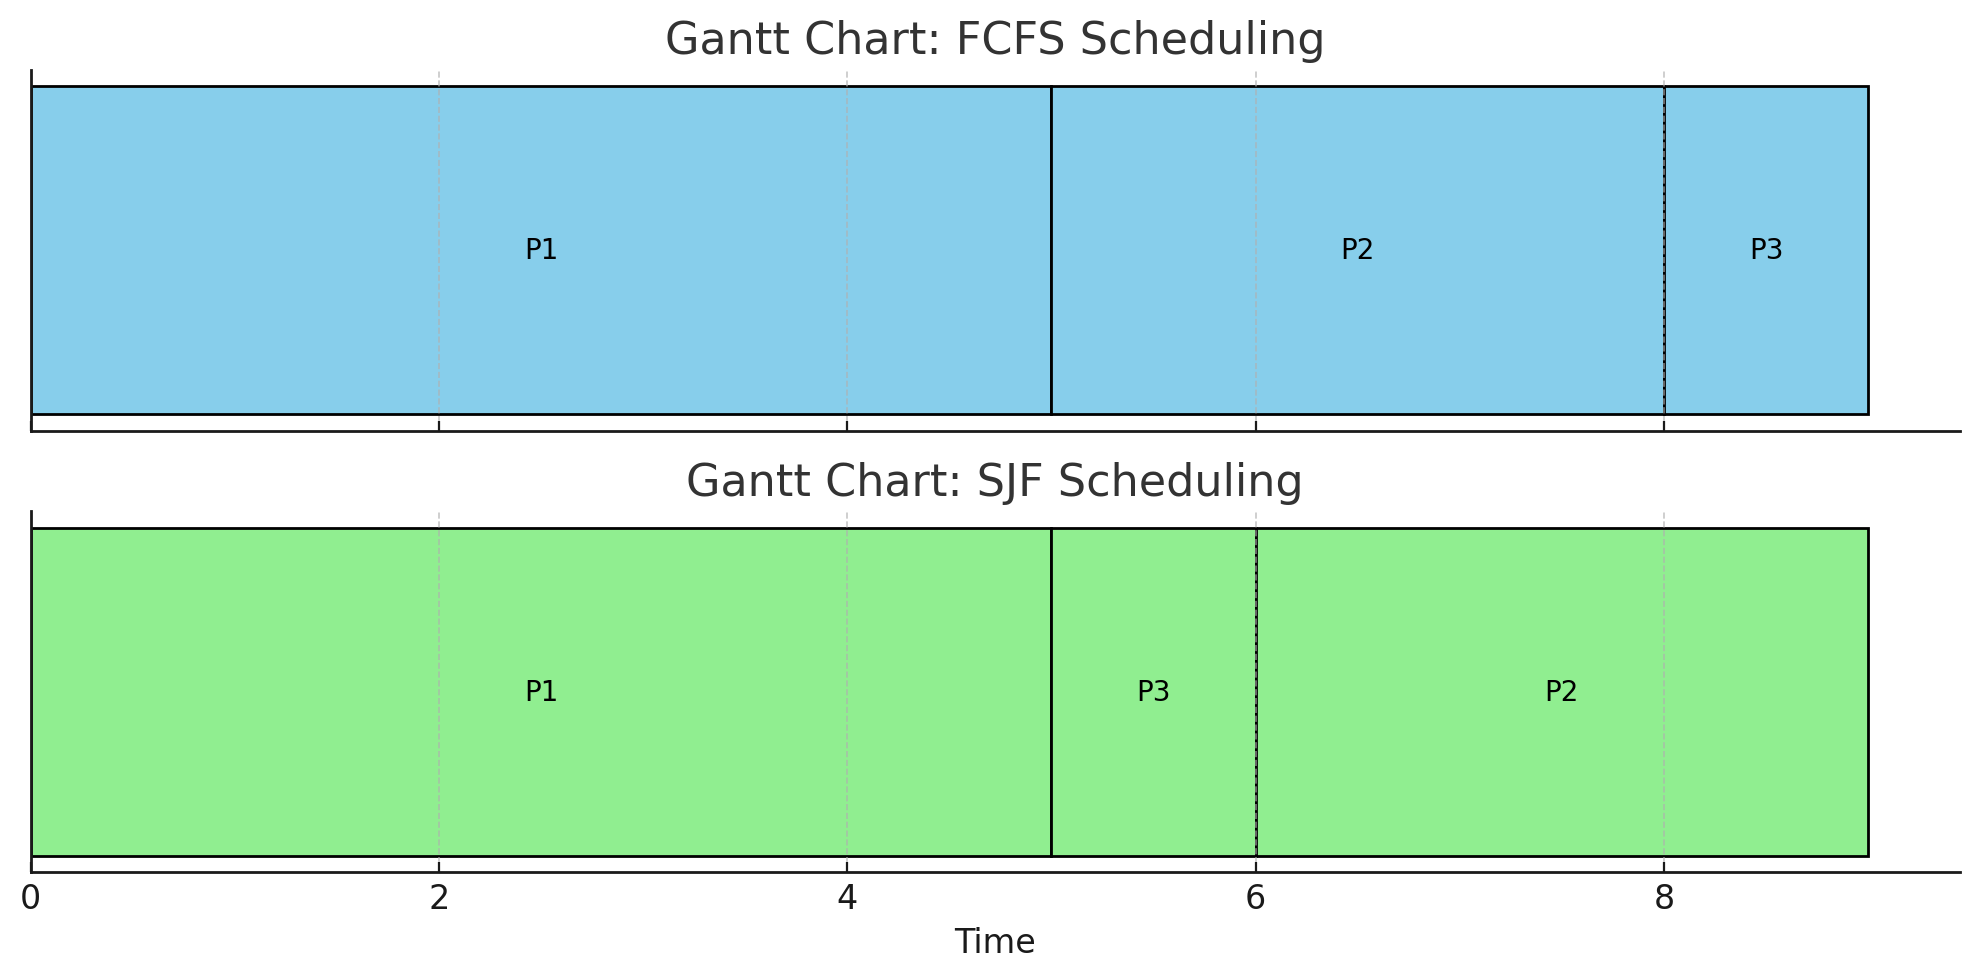 Gantt Chart: FCFS Scheduling
P1 P2 P3
Gantt Chart: SJF Scheduling
P1 P3 P2
0 2 4 6 8
Time